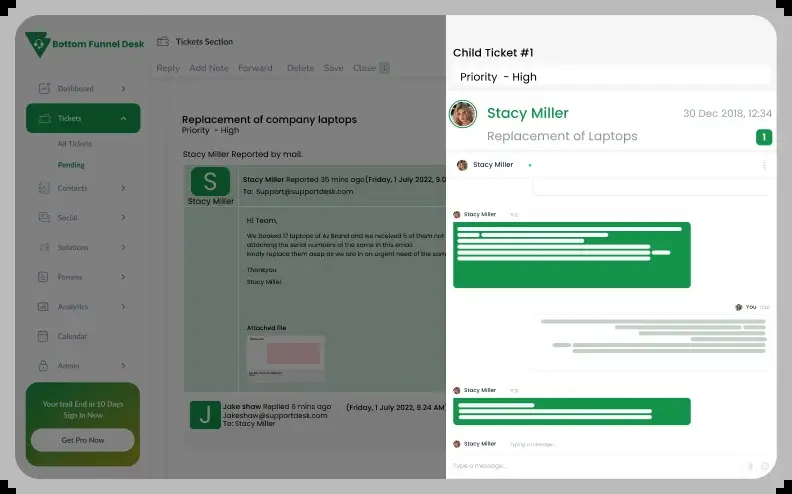 Bottom Funnel Desk
Dashboard
Tickets
All Tickets
Pending
Contacts
Social
Solutions
Forums
Analytics
Calendar
Admin
Your trail End in 10 Days
Sign In Now
Get Pro Now
Tickets Section
Reply Add Note Forward Delete Save Close
Replacement of company laptops
Priority - High
Stacy Miller Reported by mail.
S
Stacy Miller
Stacy Miller Reported 35 mins ago(Friday, 1 July 2022, 9.0
To: Support@supportdesk.com
Hi Team,
We booked 17 laptops of Az Brand and we received 5 of them not
attaching the serial numbers of the same in this email.
kindly replace them asap as we are in an urgent need of the sam
Thankyou
Stacy Miller
Attached file
J
Jake shaw Replied 5 mins ago (Friday, 1 July 2022, 9.24 AM)
Jakeshaw@supportdesk.com
To: Stacy Miller
Child Ticket #1
Priority - High
Stacy Miller
30 Dec 2018, 12:34
Replacement of Laptops
1
Stacy Miller
Stacy Miller
You
Stacy Miller
Stacy Miller Typing a message...
Type a message...